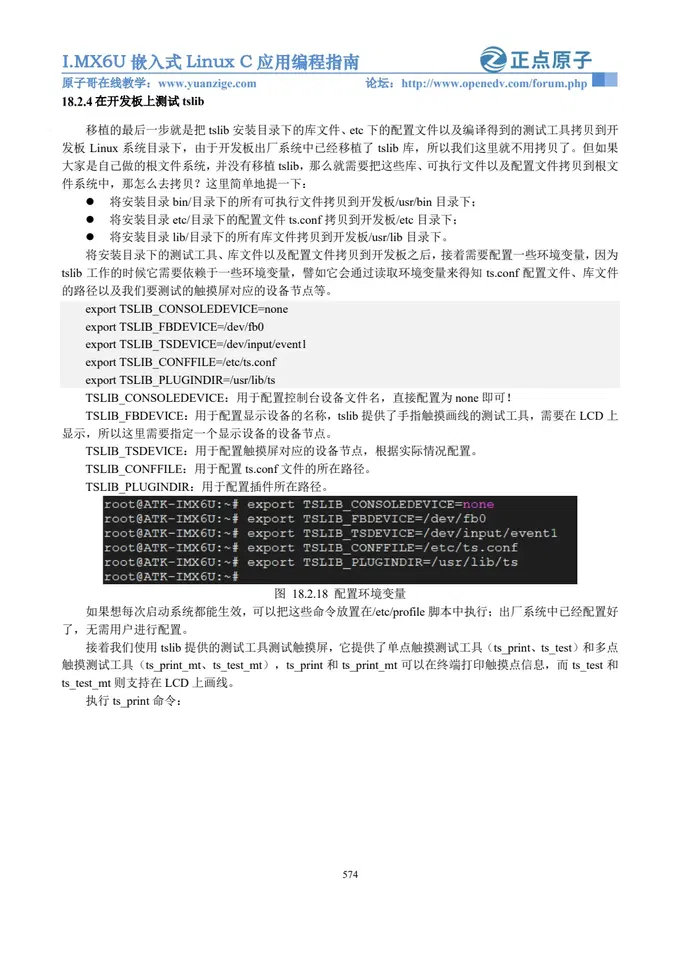 I.MX6U 嵌入式 Linux C 应用编程指南
正点原子
原子哥在线教学：www.yuanzige.com 论坛：http://www.openedv.com/forum.php
18.2.4 在开发板上测试 tslib
移植的最后一步就是把 tslib 安装目录下的库文件、etc 下的配置文件以及编译得到的测试工具拷贝到开
发板 Linux 系统目录下，由于开发板出厂系统中已经移植了 tslib 库，所以我们这里就不用拷贝了。但如果
大家是自己做的根文件系统，并没有移植 tslib，那么就需要把这些库、可执行文件以及配置文件拷贝到根文
件系统中，那怎么去拷贝？这里简单地提一下：
● 将安装目录 bin/目录下的所有可执行文件拷贝到开发板/usr/bin 目录下；
● 将安装目录 etc/目录下的配置文件 ts.conf 拷贝到开发板/etc 目录下；
● 将安装目录 lib/目录下的所有库文件拷贝到开发板/usr/lib 目录下。
将安装目录下的测试工具、库文件以及配置文件拷贝到开发板之后，接着需要配置一些环境变量，因为
tslib 工作的时候它需要依赖于一些环境变量，譬如它会通过读取环境变量来得知 ts.conf 配置文件、库文件
的路径以及我们要测试的触摸屏对应的设备节点等。
export TSLIB_CONSOLEDEVICE=none
export TSLIB_FBDEVICE=/dev/fb0
export TSLIB_TSDEVICE=/dev/input/event1
export TSLIB_CONFFILE=/etc/ts.conf
export TSLIB_PLUGINDIR=/usr/lib/ts
TSLIB_CONSOLEDEVICE：用于配置控制台设备文件名，直接配置为 none 即可！
TSLIB_FBDEVICE：用于配置显示设备的名称，tslib 提供了手指触摸画线的测试工具，需要在 LCD 上
显示，所以这里需要指定一个显示设备的设备节点。
TSLIB_TSDEVICE：用于配置触摸屏对应的设备节点，根据实际情况配置。
TSLIB_CONFFILE：用于配置 ts.conf 文件的所在路径。
TSLIB_PLUGINDIR：用于配置插件所在路径。
root@ATK-IMX6U:~# export TSLIB_CONSOLEDEVICE=none
root@ATK-IMX6U:~# export TSLIB_FBDEVICE=/dev/fb0
root@ATK-IMX6U:~# export TSLIB_TSDEVICE=/dev/input/event1
root@ATK-IMX6U:~# export TSLIB_CONFFILE=/etc/ts.conf
root@ATK-IMX6U:~# export TSLIB_PLUGINDIR=/usr/lib/ts
root@ATK-IMX6U:~#
图 18.2.18 配置环境变量
如果想每次启动系统都能生效，可以把这些命令放置在/etc/profile 脚本中执行；出厂系统中已经配置好
了，无需用户进行配置。
接着我们使用 tslib 提供的测试工具测试触摸屏，它提供了单点触摸测试工具（ts_print、ts_test）和多点
触摸测试工具（ts_print_mt、ts_test_mt），ts_print 和 ts_print_mt 可以在终端打印触摸点信息，而 ts_test 和
ts_test_mt 则支持在 LCD 上画线。
执行 ts_print 命令：
574